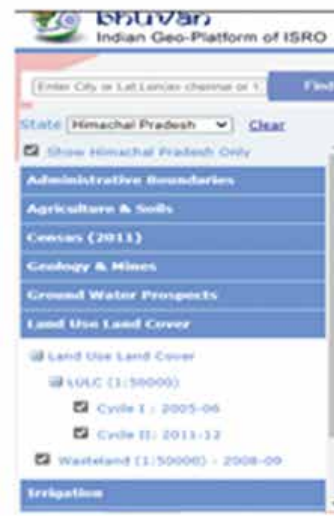 bhuvan
Indian Geo-Platform of ISRO
Enter City or Lat Lon(ex chennai or 1 Find
State Himachal Pradesh Clear
Show Himachal Pradesh Only
Administrative Boundaries
Agriculture & Soils
Census (2011)
Geology & Mines
Ground Water Prospects
Land Use Land Cover
Land Use Land Cover
LULC (1:50000)
Cycle I : 2005-06
Cycle II: 2011-12
Wasteland (1:50000) - 2008-09
Irrigation